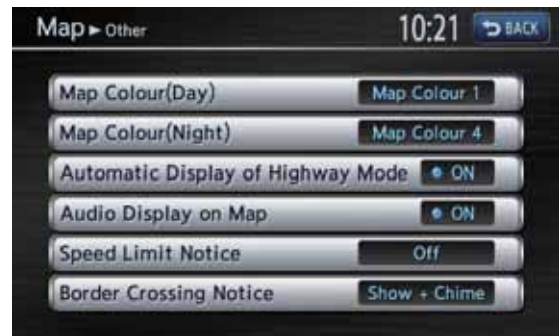 Map ► Other 10:21 BACK
Map Colour(Day) Map Colour 1
Map Colour(Night) Map Colour 4
Automatic Display of Highway Mode ON
Audio Display on Map ON
Speed Limit Notice Off
Border Crossing Notice Show + Chime